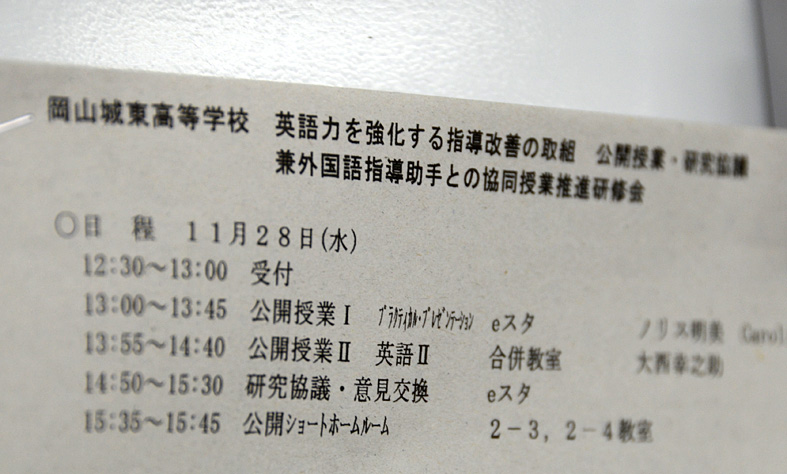 岡山城東高等学校　英語力を強化する指導改善の取組　公開授業・研究協議
兼外国語指導助手との協同授業推進研修会
○日　程　11月28日(水)
12:30～13:00　受付
13:00～13:45　公開授業Ⅰ　プラクティカル・プレゼンテーション　eスタ　ノリス明美　Carol
13:55～14:40　公開授業Ⅱ　英語Ⅱ　合併教室　大西幸之助
14:50～15:30　研究協議・意見交換　eスタ
15:35～15:45　公開ショートホームルーム　2－3，2－4教室